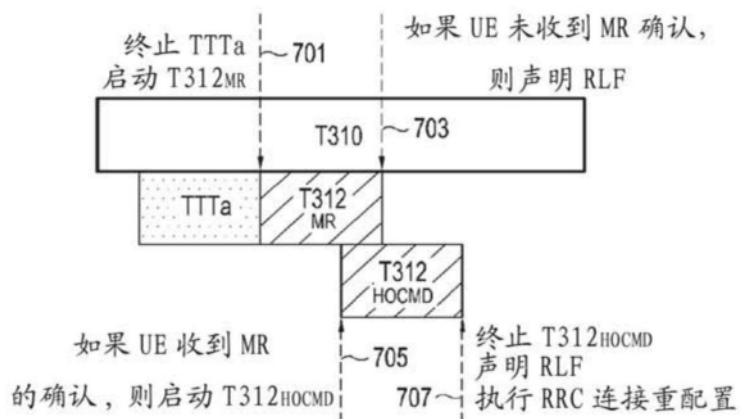 终止 TTTa
启动 T312MR
701
如果 UE 未收到 MR 确认，
则声明 RLF
T310
703
TTTa
T312
MR
T312
HOCMD
如果 UE 收到 MR
的确认，则启动 T312HOCMD
705
707
终止 T312HOCMD
声明 RLF
执行 RRC 连接重配置